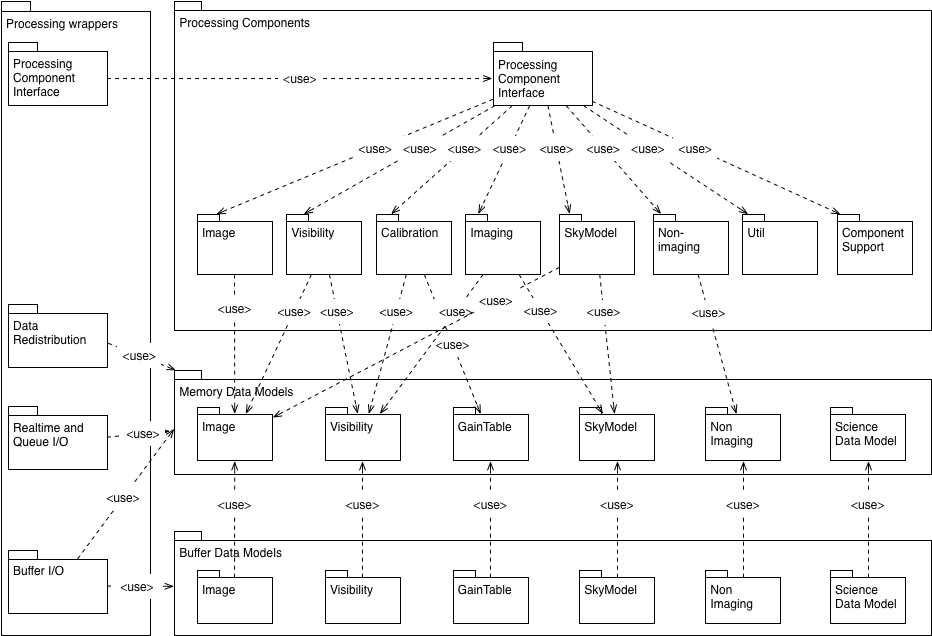 Processing wrappers
Processing Components
Processing
Component
Interface
<use>
Processing
Component
Interface
<use>
<use>
<use>
<use>
<use>
<use>
<use>
<use>
Image
Visibility
Calibration
Imaging
SkyModel
Non-
imaging
Util
Component
Support
<use>
<use>
<use>
<use>
<use>
<use>
<use>
<use>
<use>
<use>
Data
Redistribution
<use>
Memory Data Models
Realtime and
Queue I/O
<use>
Image
Visibility
GainTable
SkyModel
Non
Imaging
Science
Data Model
<use>
<use>
<use>
<use>
<use>
<use>
<use>
Buffer I/O
<use>
Buffer Data Models
Image
Visibility
GainTable
SkyModel
Non
Imaging
Science
Data Model